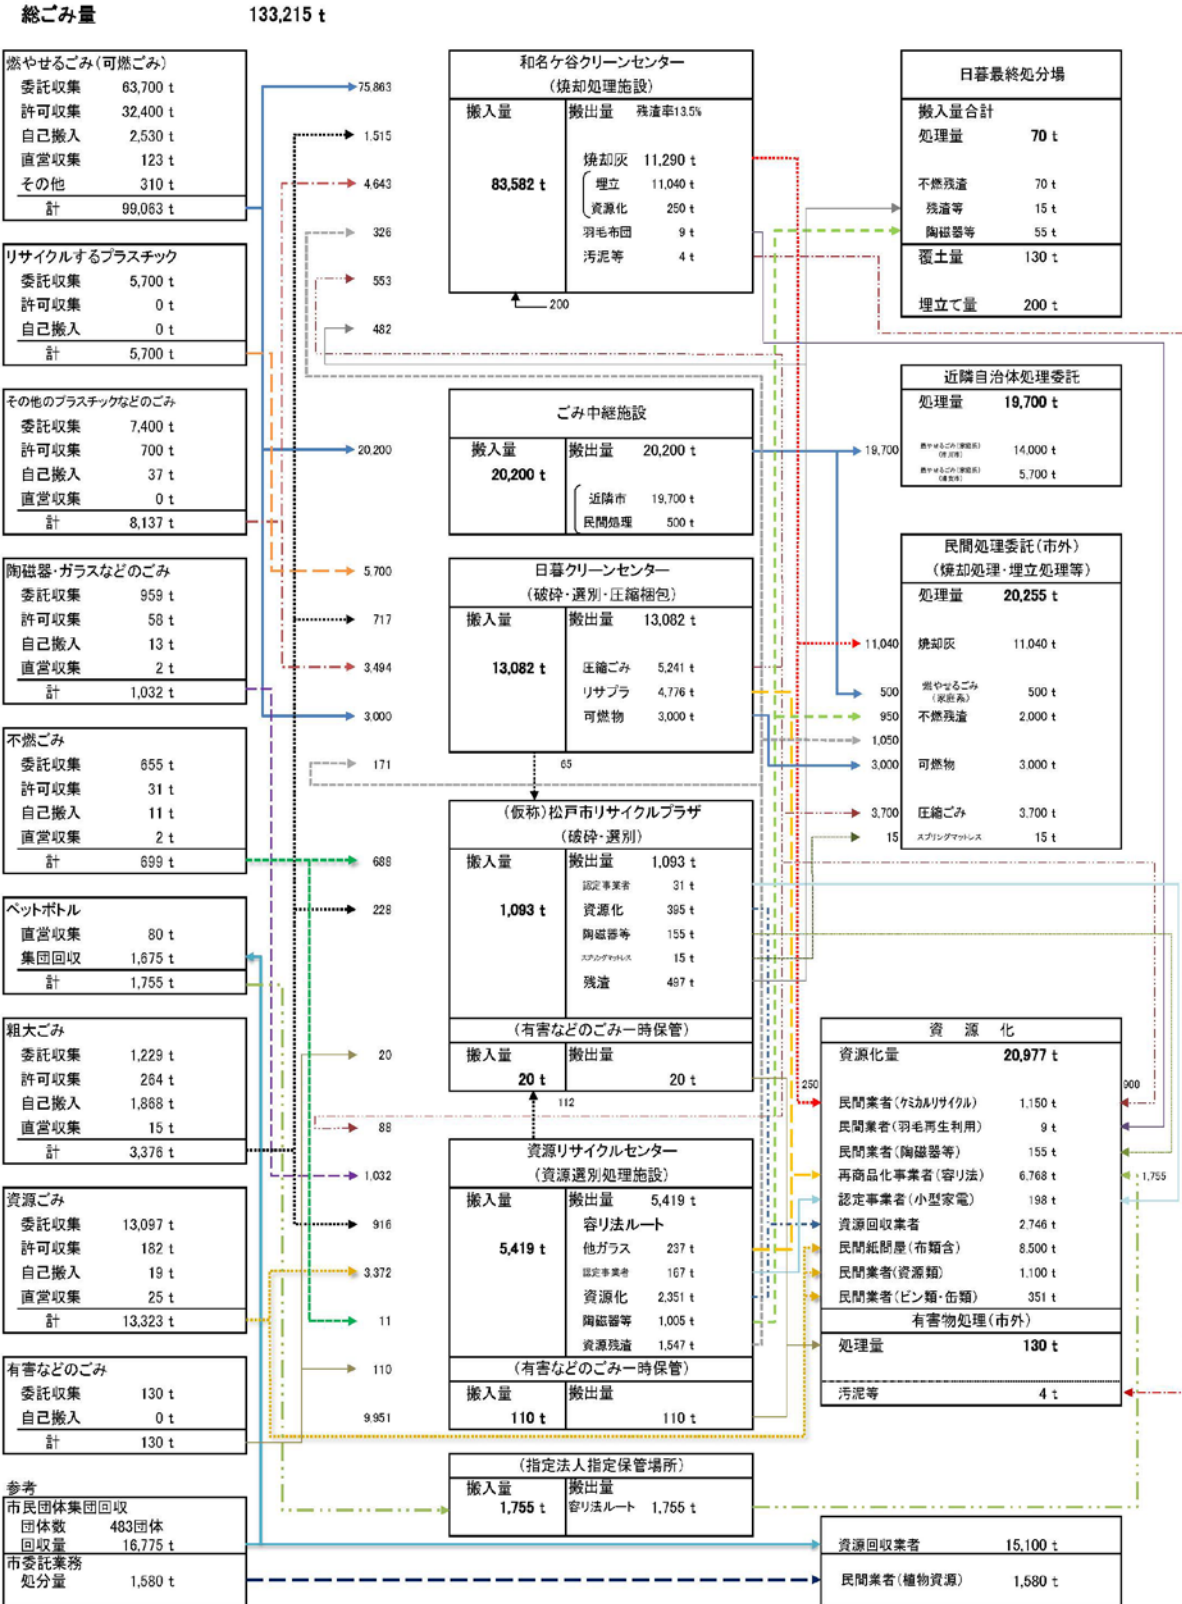 総ごみ量 133,215 t
燃やせるごみ(可燃ごみ)
委託収集 63,700 t
許可収集 32,400 t
自己搬入 2,530 t
直営収集 123 t
その他 310 t
計 99,063 t
リサイクルするプラスチック
委託収集 5,700 t
許可収集 0 t
自己搬入 0 t
計 5,700 t
その他のプラスチックなどのごみ
委託収集 7,400 t
許可収集 700 t
自己搬入 37 t
直営収集 0 t
計 8,137 t
陶磁器・ガラスなどのごみ
委託収集 959 t
許可収集 58 t
自己搬入 13 t
直営収集 2 t
計 1,032 t
不燃ごみ
委託収集 655 t
許可収集 31 t
自己搬入 11 t
直営収集 2 t
計 699 t
ペットボトル
直営収集 80 t
集団回収 1,675 t
計 1,755 t
粗大ごみ
委託収集 1,229 t
許可収集 264 t
自己搬入 1,868 t
直営収集 15 t
計 3,376 t
資源ごみ
委託収集 13,097 t
許可収集 182 t
自己搬入 19 t
直営収集 25 t
計 13,323 t
有害などのごみ
委託収集 130 t
自己搬入 0 t
計 130 t
参考
市民団体集団回収
団体数 483団体
回収量 16,775 t
市委託業務
処分量 1,580 t
75,863
1,515
4,643
326
553
482
20,200
5,700
717
3,494
3,000
171
688
228
20
88
1,032
916
3,372
11
110
9,951
和名ケ谷クリーンセンター
(焼却処理施設)
搬入量 搬出量 残渣率13.5%
焼却灰 11,290 t
83,582 t 埋立 11,040 t
資源化 250 t
羽毛布団 9 t
汚泥等 4 t
200
ごみ中継施設
搬入量 搬出量 20,200 t
20,200 t
近隣市 19,700 t
民間処理 500 t
日暮クリーンセンター
(破砕・選別・圧縮梱包)
搬入量 搬出量 13,082 t
13,082 t 圧縮ごみ 5,241 t
リサプラ 4,776 t
可燃物 3,000 t
65
(仮称)松戸市リサイクルプラザ
(破砕・選別)
搬入量 搬出量 1,093 t
認定事業者 31 t
1,093 t 資源化 395 t
陶磁器等 155 t
スプリングマットレス 15 t
残渣 497 t
(有害などのごみ一時保管)
搬入量 搬出量
20 t 20 t
112
資源リサイクルセンター
(資源選別処理施設)
搬入量 搬出量 5,419 t
容リ法ルート
5,419 t 他ガラス 237 t
認定事業者 167 t
資源化 2,351 t
陶磁器等 1,005 t
資源残渣 1,547 t
(有害などのごみ一時保管)
搬入量 搬出量
110 t 110 t
(指定法人指定保管場所)
搬入量 搬出量
1,755 t 容リ法ルート 1,755 t
日暮最終処分場
搬入量合計
処理量 70 t
不燃残渣 70 t
残渣等 15 t
陶磁器等 55 t
覆土量 130 t
埋立て量 200 t
近隣自治体処理委託
処理量 19,700 t
19,700 燃やせるごみ(家庭系) 14,000 t
(市川市)
燃やせるごみ(家庭系) 5,700 t
民間処理委託(市外)
(焼却処理・埋立処理等)
処理量 20,255 t
11,040 焼却灰 11,040 t
500 燃やせるごみ 500 t
(家庭系)
950 不燃残渣 2,000 t
1,050
3,000 可燃物 3,000 t
3,700 圧縮ごみ 3,700 t
15 スプリングマットレス 15 t
資源化
資源化量 20,977 t
250 900
民間業者(ケミカルリサイクル) 1,150 t
民間業者(羽毛再生利用) 9 t
民間業者(陶磁器等) 155 t
再商品化事業者(容リ法) 6,768 t 1,755
認定事業者(小型家電) 198 t
資源回収業者 2,746 t
民間紙問屋(布類含) 8,500 t
民間業者(資源類) 1,100 t
民間業者(ビン類・缶類) 351 t
有害物処理(市外)
処理量 130 t
汚泥等 4 t
資源回収業者 15,100 t
民間業者(植物資源) 1,580 t